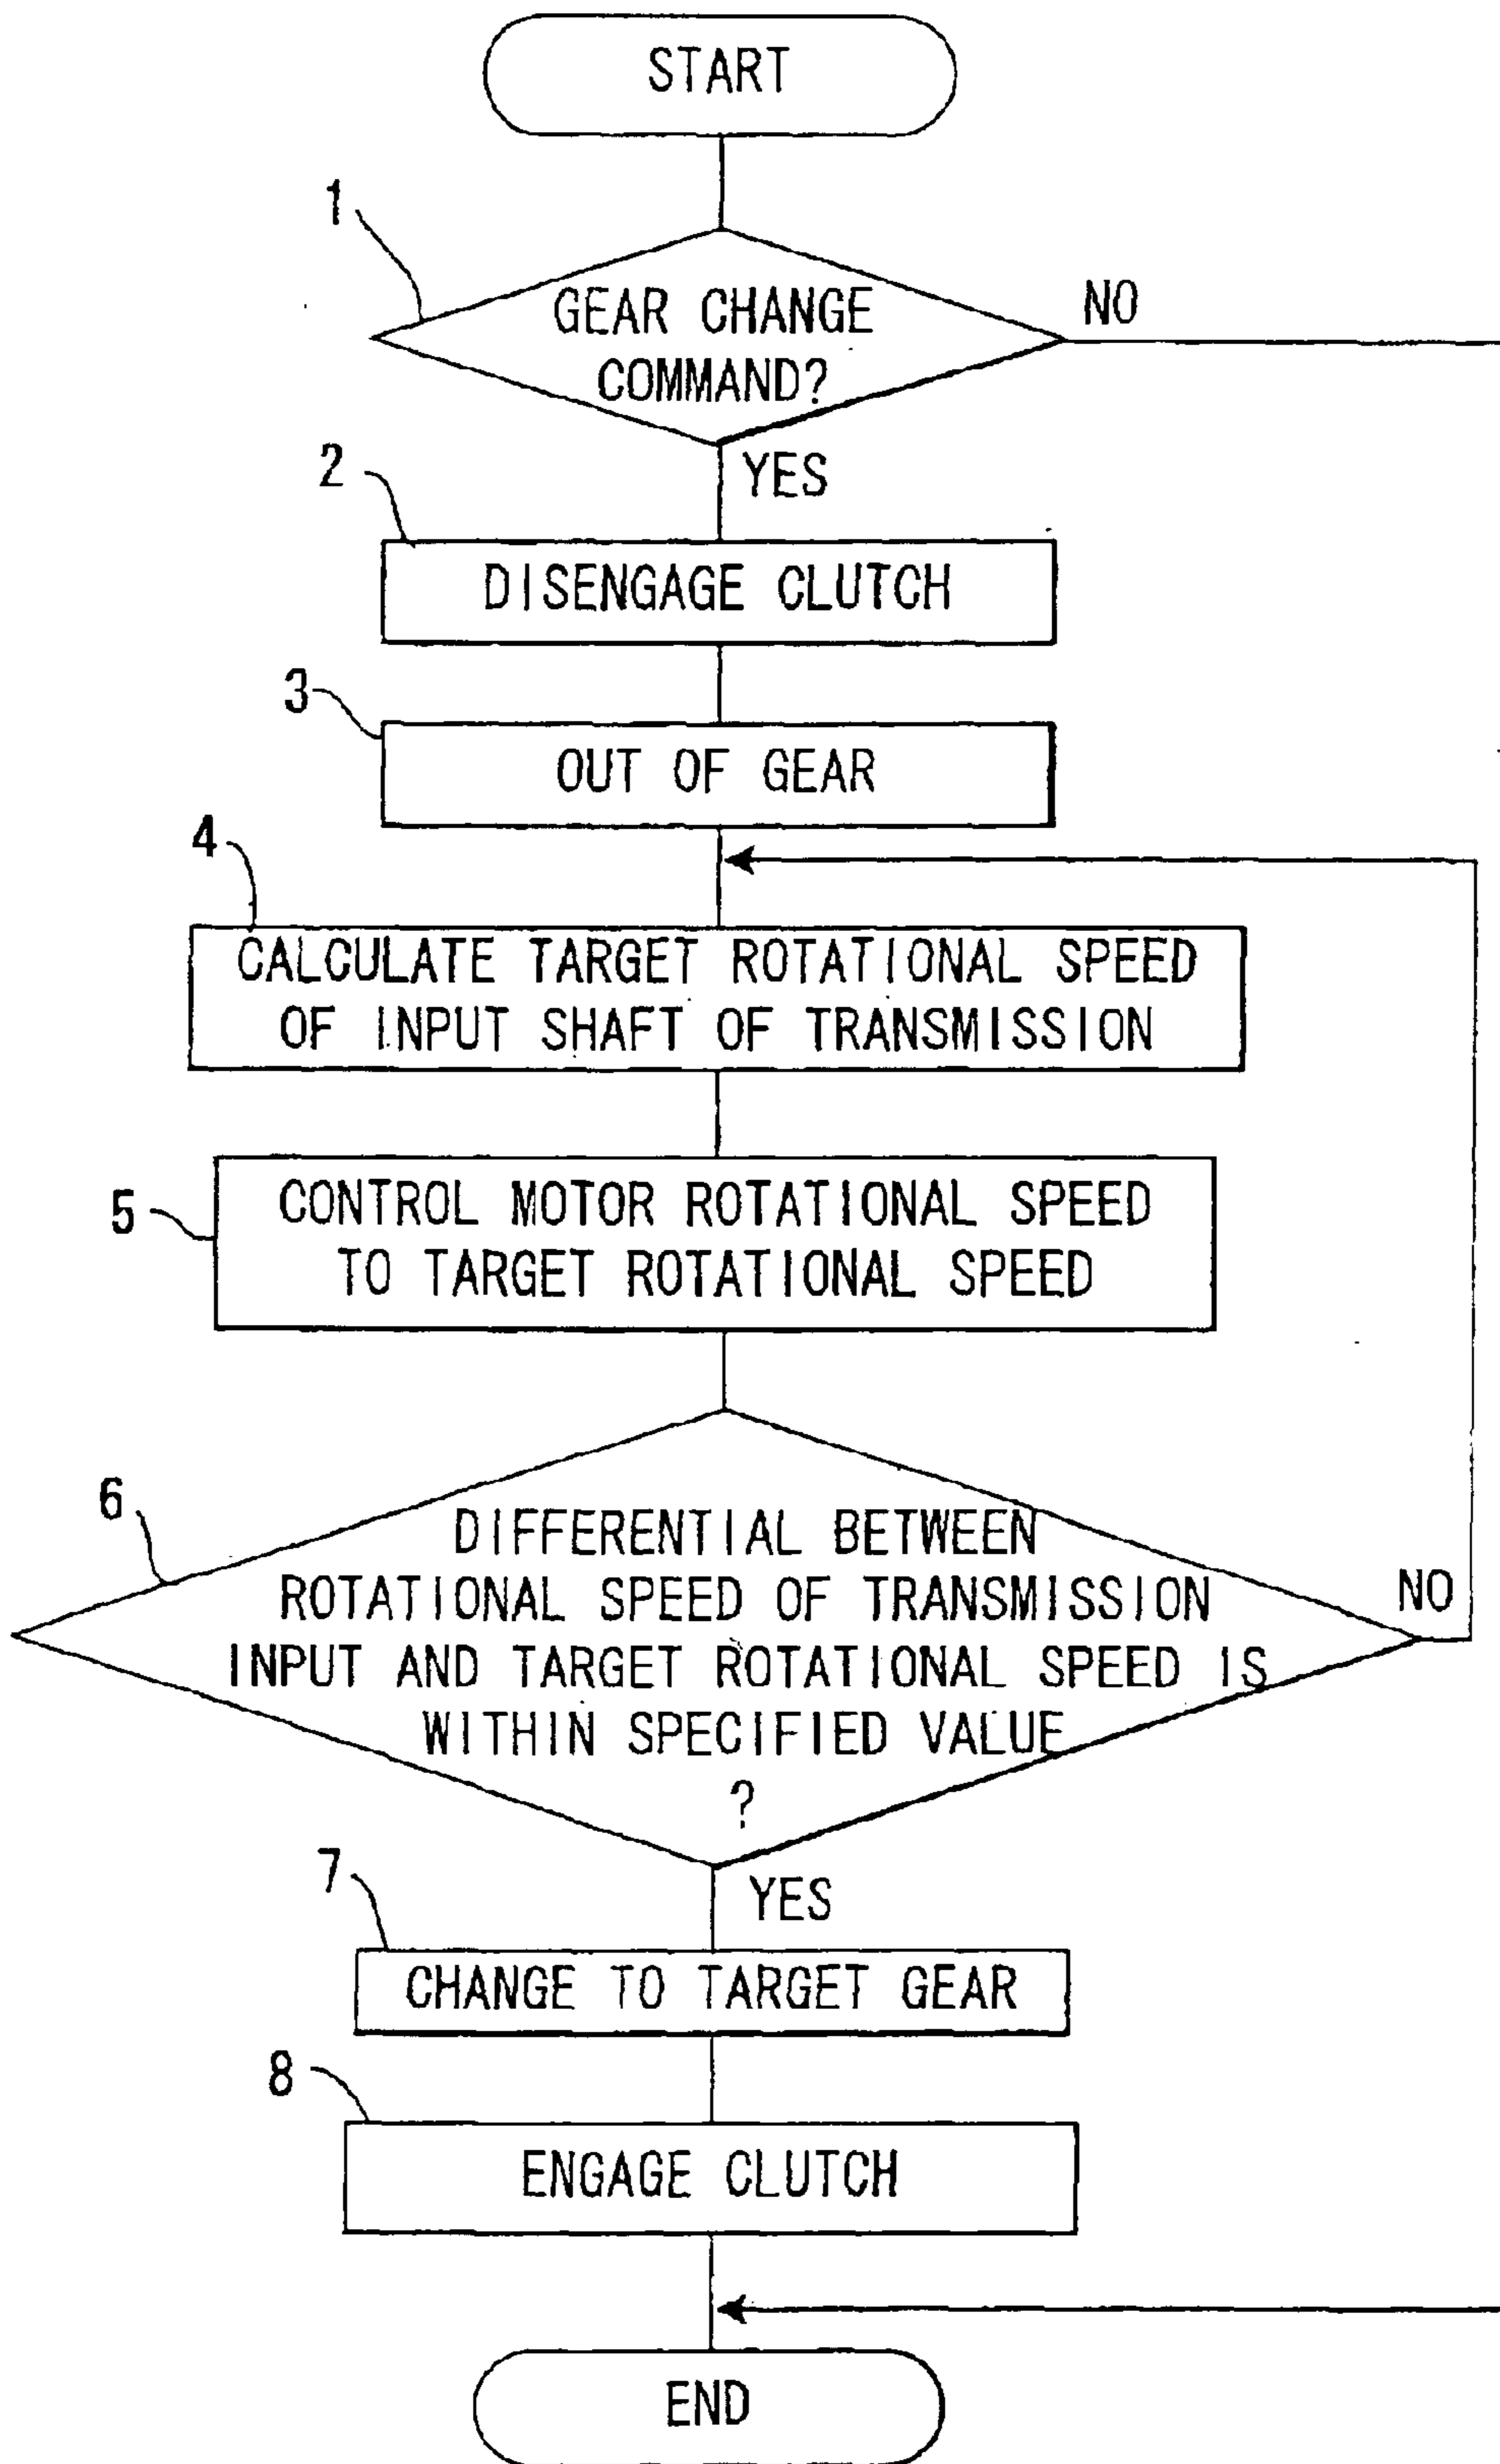 START
1
GEAR CHANGE
COMMAND?
NO
YES
2
DISENGAGE CLUTCH
3
OUT OF GEAR
4
CALCULATE TARGET ROTATIONAL SPEED
OF INPUT SHAFT OF TRANSMISSION
5
CONTROL MOTOR ROTATIONAL SPEED
TO TARGET ROTATIONAL SPEED
6
DIFFERENTIAL BETWEEN
ROTATIONAL SPEED OF TRANSMISSION
INPUT AND TARGET ROTATIONAL SPEED IS
WITHIN SPECIFIED VALUE
?
NO
YES
7
CHANGE TO TARGET GEAR
8
ENGAGE CLUTCH
END